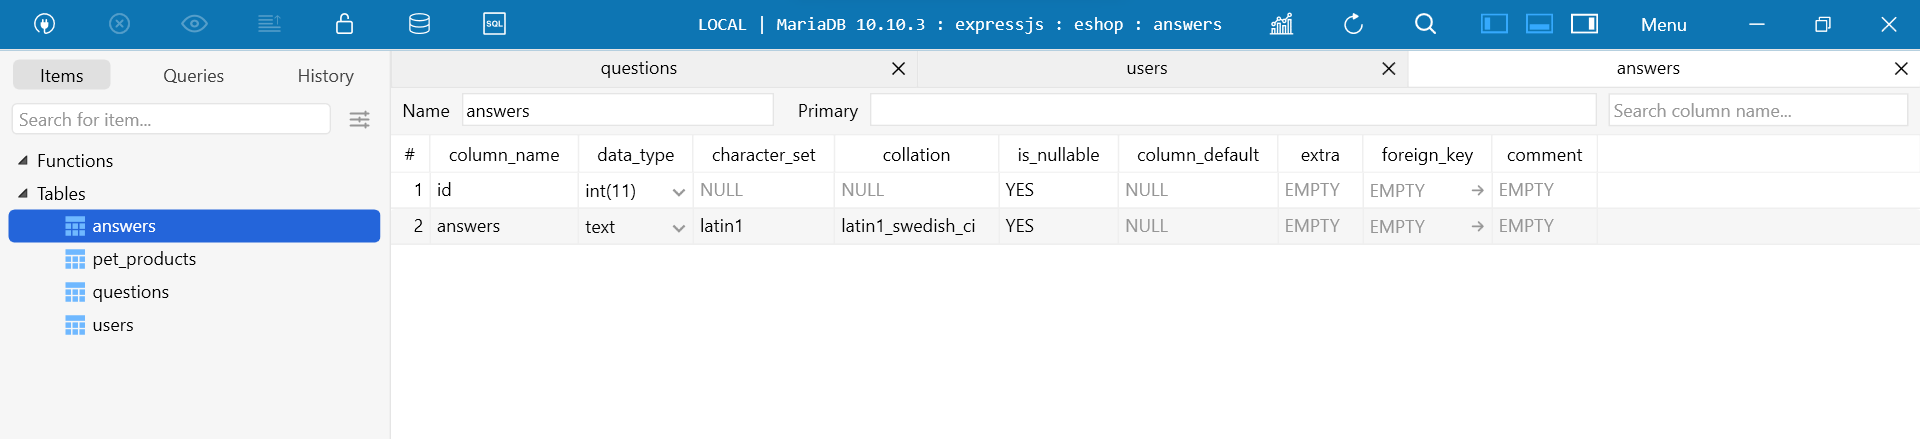 SQL LOCAL | MariaDB 10.10.3 : expressjs : eshop : answers Menu
Items Queries History
questions users answers
Search for item...
Name answers Primary Search column name...
Functions
Tables
answers
pet_products
questions
users
# column_name data_type character_set collation is_nullable column_default extra foreign_key comment
1 id int(11) NULL NULL YES NULL EMPTY EMPTY EMPTY
2 answers text latin1 latin1_swedish_ci YES NULL EMPTY EMPTY EMPTY